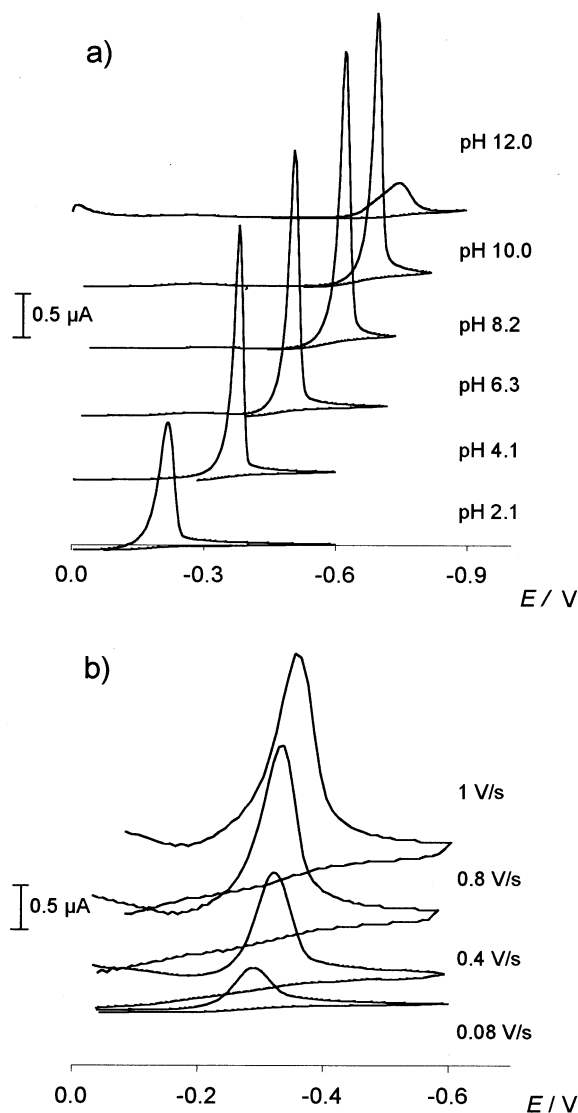 a)
pH 12.0
pH 10.0
0.5 µA
pH 8.2
pH 6.3
pH 4.1
pH 2.1
0.0 -0.3 -0.6 -0.9
E / V
b)
1 V/s
0.8 V/s
0.5 µA
0.4 V/s
0.08 V/s
0.0 -0.2 -0.4 -0.6
E / V